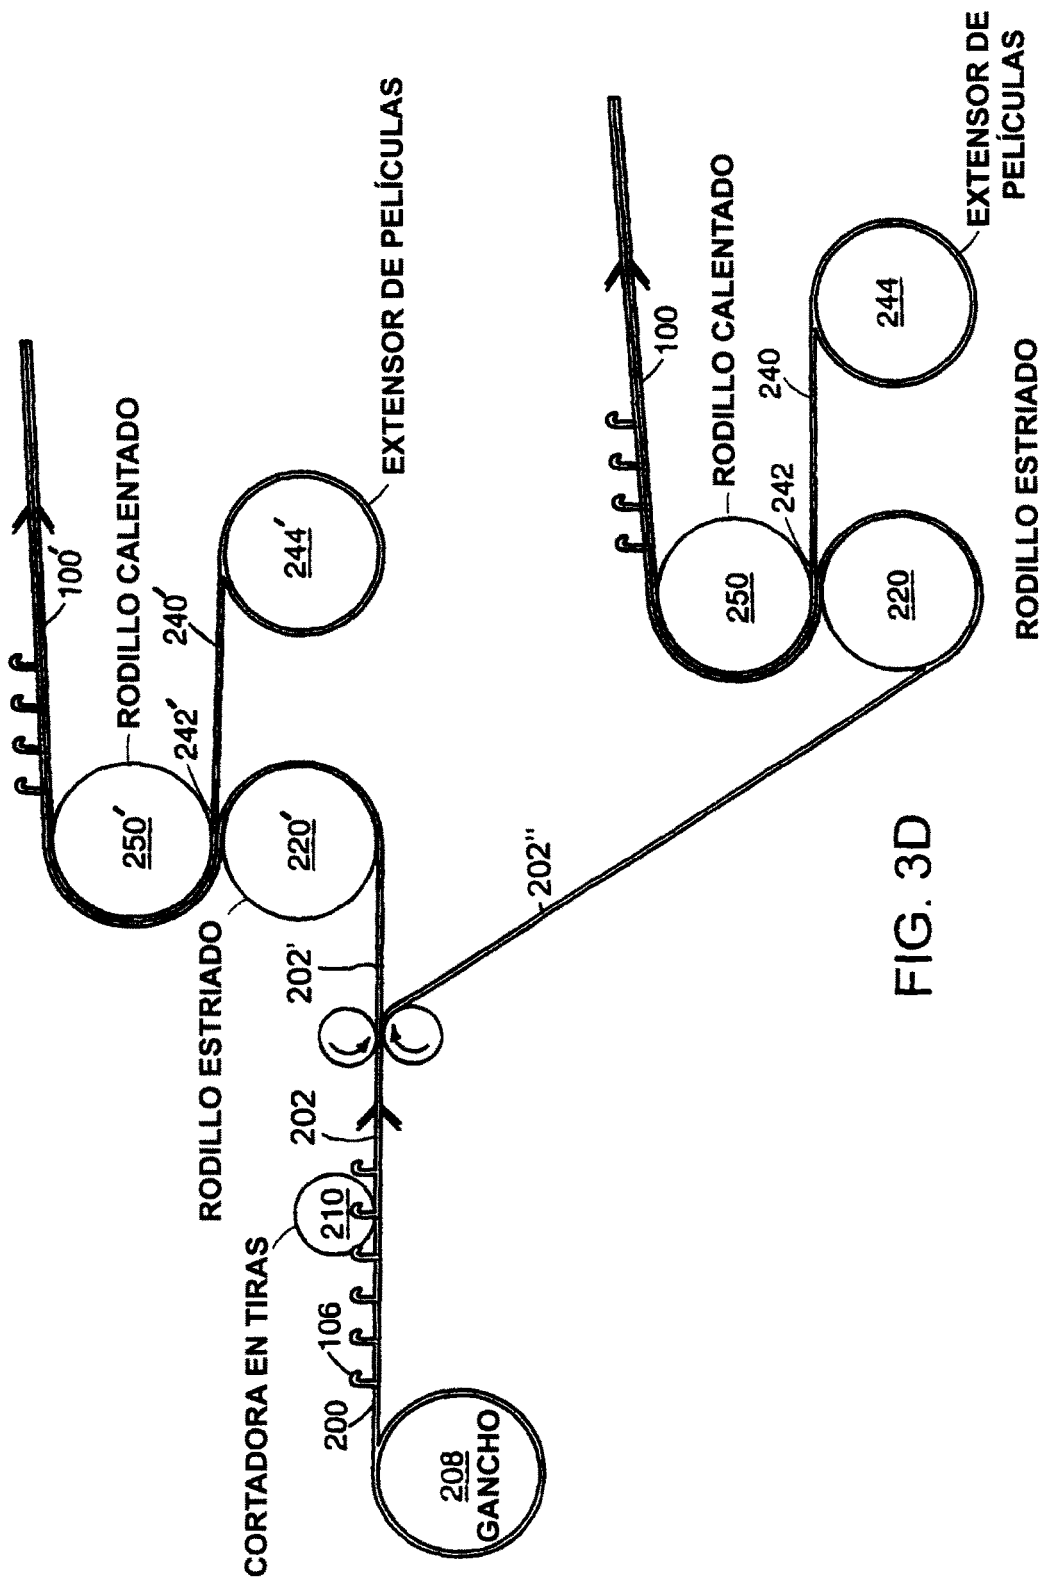 100'
RODILLO CALENTADO
250'
242'
240'
244'
EXTENSOR DE PELÍCULAS
RODILLO ESTRIADO
220'
CORTADORA EN TIRAS
210
202
202'
200
106
208
GANCHO
202''
100
RODILLO CALENTADO
250
242
240
244
EXTENSOR DE
PELÍCULAS
220
RODILLO ESTRIADO
FIG. 3D